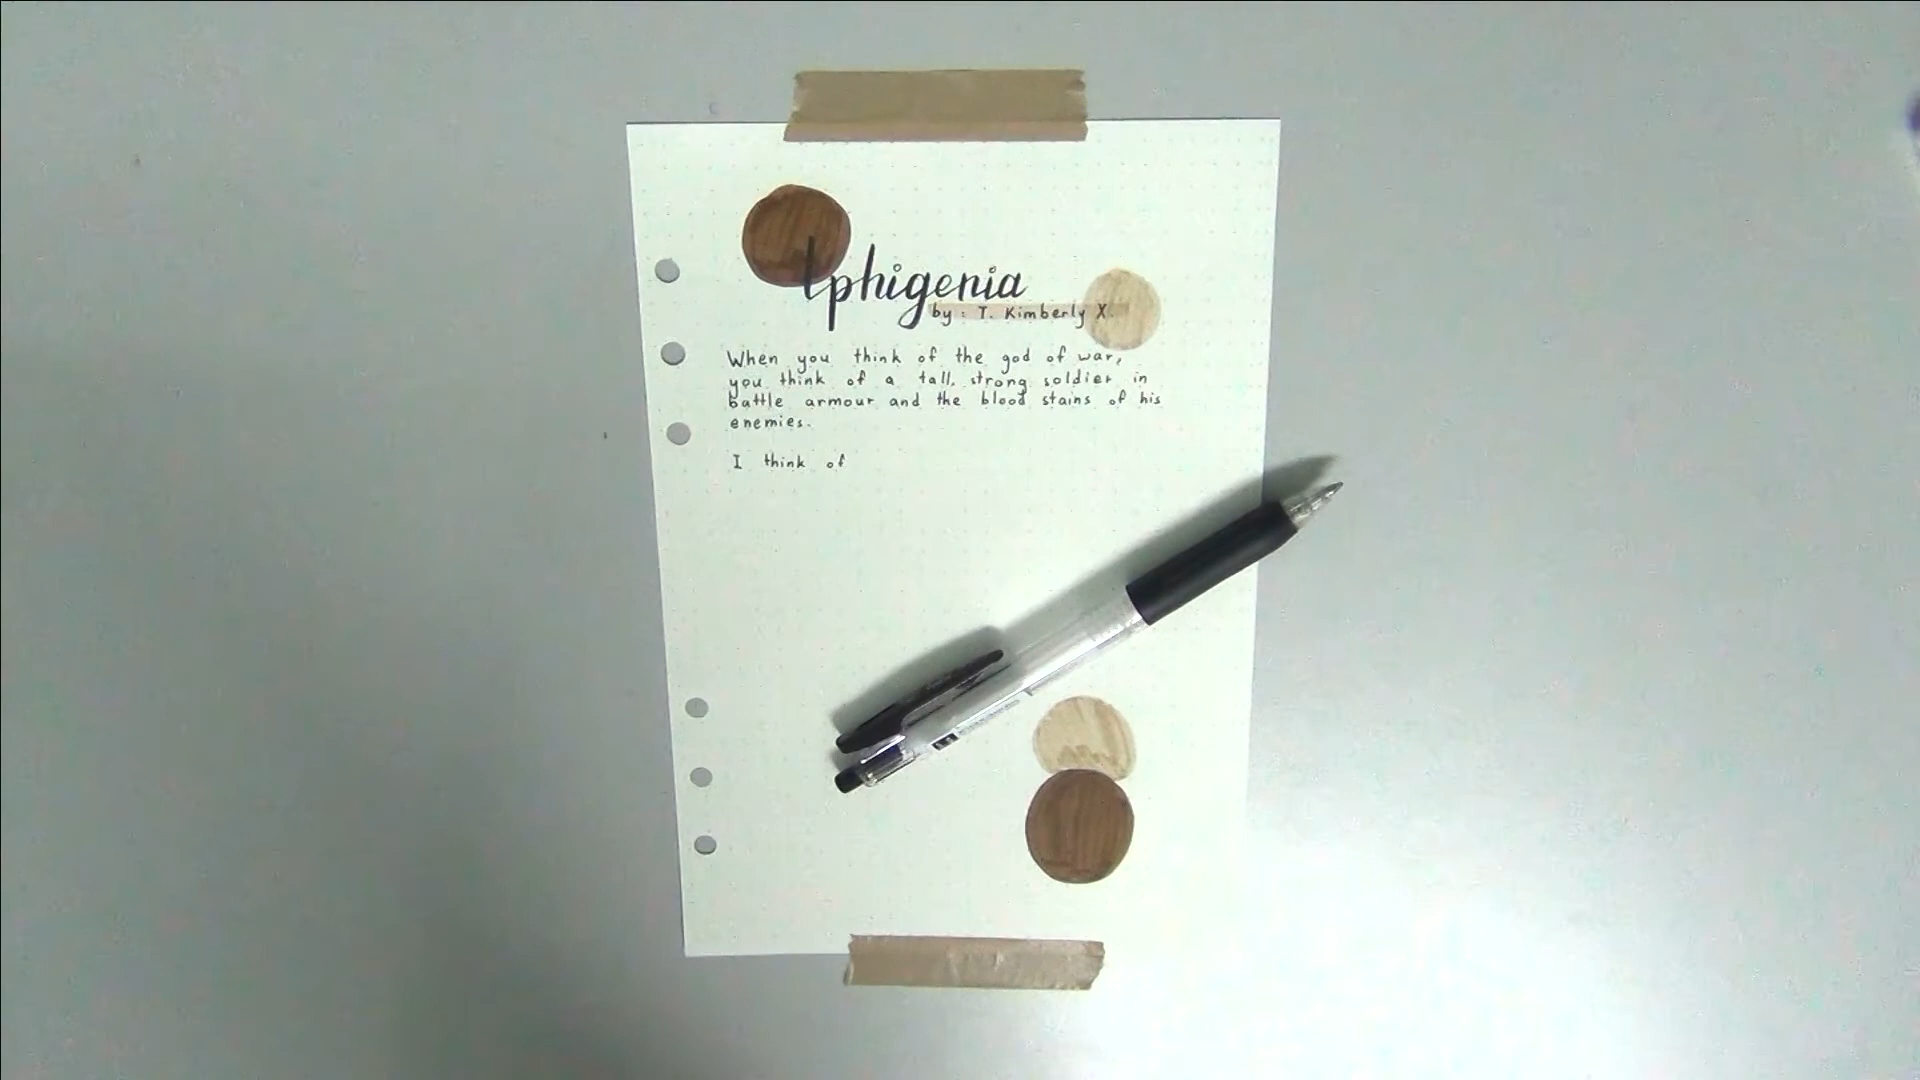 Iphigenia
by: T. Kimberly X.
When you think of the god of war,
you think of a tall, strong soldier in
battle armour and the blood stains of his
enemies.
I think of